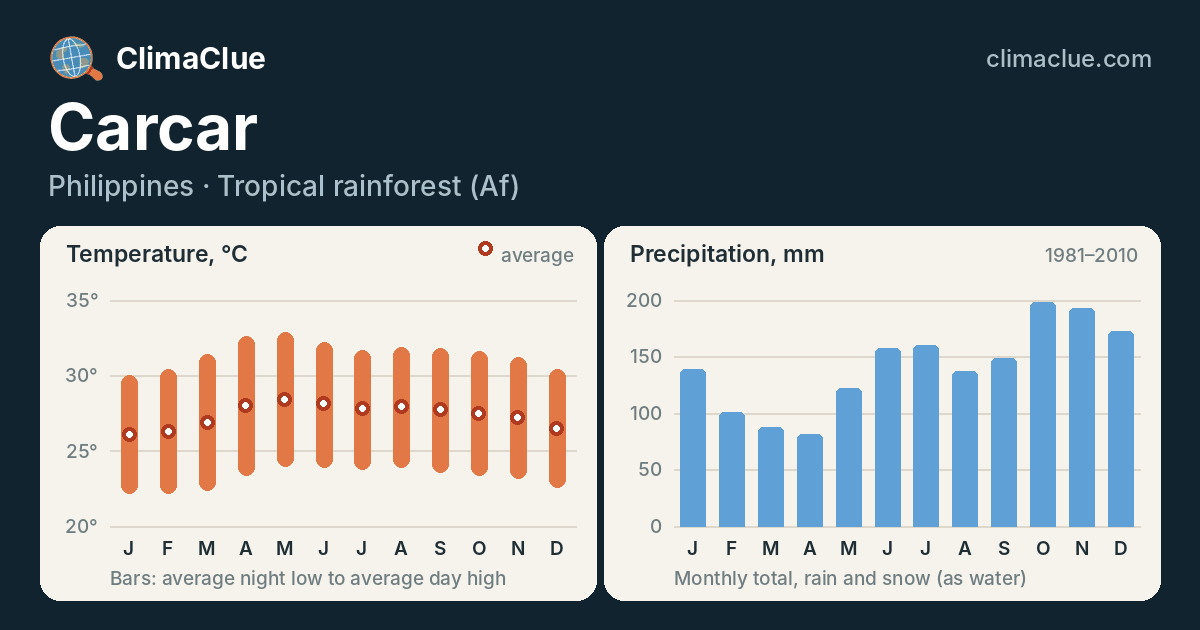 ClimaClue
climaclue.com
Carcar
Philippines · Tropical rainforest (Af)
Temperature, °C
average
35°
30°
25°
20°
J F M A M J J A S O N D
Bars: average night low to average day high
Precipitation, mm
1981–2010
200
150
100
50
0
J F M A M J J A S O N D
Monthly total, rain and snow (as water)